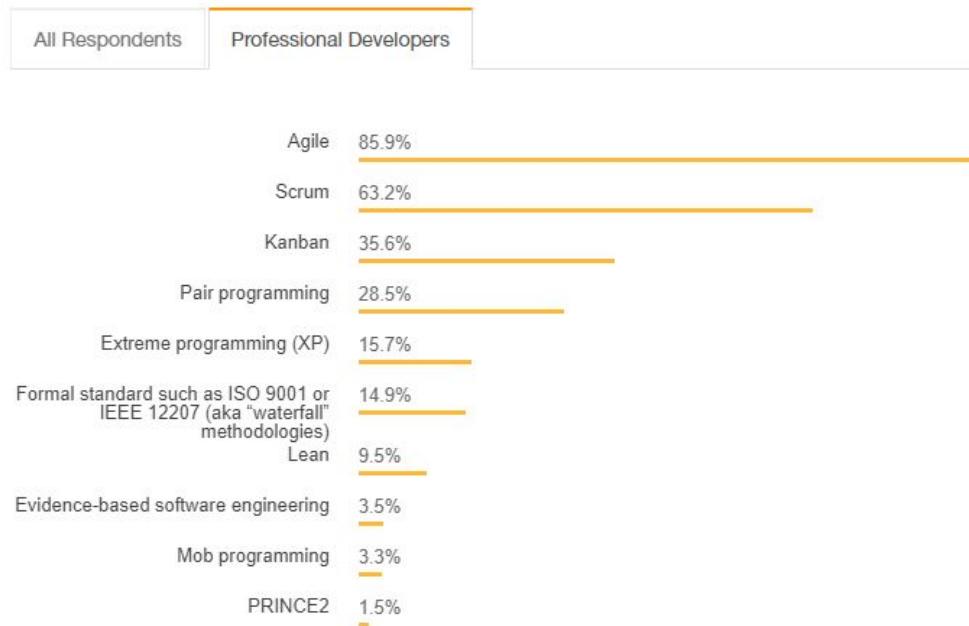 All Respondents
Professional Developers
Agile 85.9%
Scrum 63.2%
Kanban 35.6%
Pair programming 28.5%
Extreme programming (XP) 15.7%
Formal standard such as ISO 9001 or 14.9%
IEEE 12207 (aka “waterfall”
methodologies)
Lean 9.5%
Evidence-based software engineering 3.5%
Mob programming 3.3%
PRINCE2 1.5%